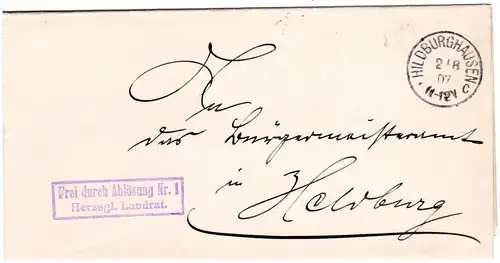 HILDBURGHAUSEN
2 8
07
11-12V
C
An
das Bürgermeisteramt
in
Heldburg
Frei durch Ablösung Nr. 1
Herzogl. Landrat.